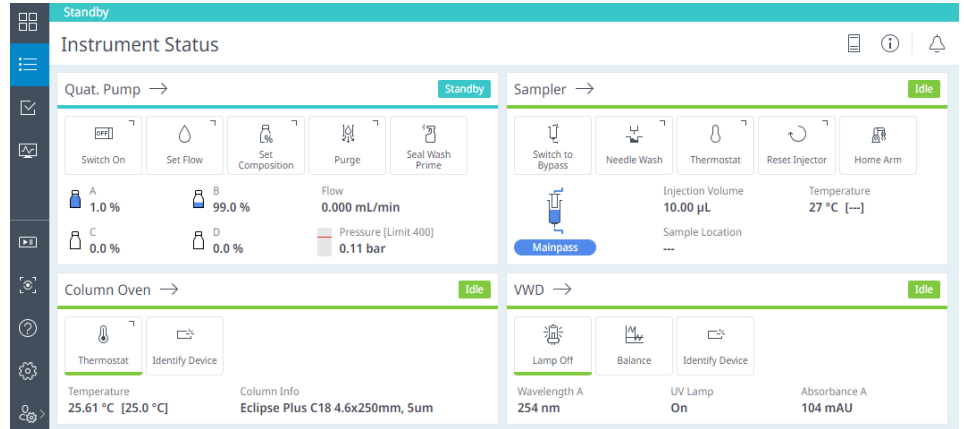 Standby
Instrument Status
Quat. Pump →
Standby
OFF
Switch On
Set Flow
%
Set
Composition
Purge
Seal Wash
Prime
A
1.0 %
B
99.0 %
Flow
0.000 mL/min
C
0.0 %
D
0.0 %
Pressure [Limit 400]
0.11 bar
Sampler →
Idle
Switch to
Bypass
Needle Wash
Thermostat
Reset Injector
Home Arm
Mainpass
Injection Volume
10.00 µL
Temperature
27 °C [---]
Sample Location
---
Column Oven →
Idle
Thermostat
Identify Device
Temperature
25.61 °C [25.0 °C]
Column Info
Eclipse Plus C18 4.6x250mm, 5um
VWD →
Idle
Lamp Off
Balance
Identify Device
Wavelength A
254 nm
UV Lamp
On
Absorbance A
104 mAU